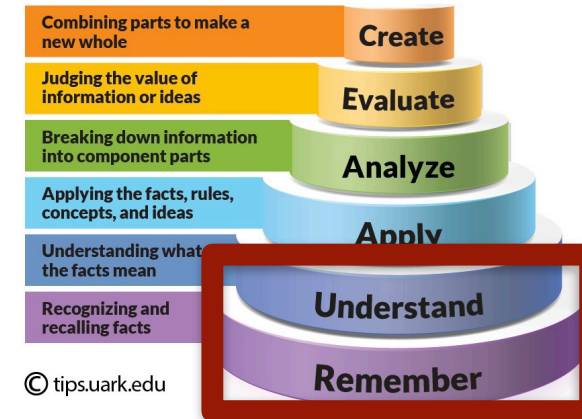 Combining parts to make a
new whole
Create
Judging the value of
information or ideas
Evaluate
Breaking down information
into component parts
Analyze
Applying the facts, rules,
concepts, and ideas
Apply
Understanding what
the facts mean
Understand
Recognizing and
recalling facts
Remember
© tips.uark.edu